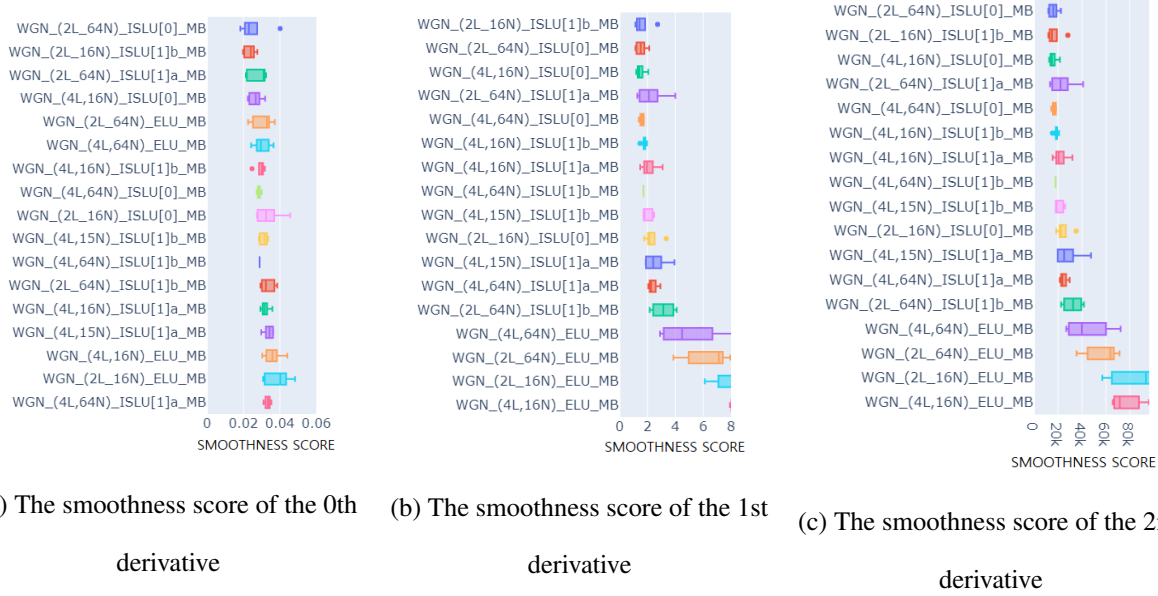 WGN_(2L_64N)_ISLU[0]_MB
WGN_(2L_16N)_ISLU[1]b_MB
WGN_(2L_64N)_ISLU[1]a_MB
WGN_(4L,16N)_ISLU[0]_MB
WGN_(2L_64N)_ELU_MB
WGN_(4L,64N)_ELU_MB
WGN_(4L,16N)_ISLU[1]b_MB
WGN_(4L,64N)_ISLU[0]_MB
WGN_(2L_16N)_ISLU[0]_MB
WGN_(4L,15N)_ISLU[1]b_MB
WGN_(4L,64N)_ISLU[1]b_MB
WGN_(2L_64N)_ISLU[1]b_MB
WGN_(4L,16N)_ISLU[1]a_MB
WGN_(4L,15N)_ISLU[1]a_MB
WGN_(4L,16N)_ELU_MB
WGN_(2L_16N)_ELU_MB
WGN_(4L,64N)_ISLU[1]a_MB
0 0.02 0.04 0.06
SMOOTHNESS SCORE
) The smoothness score of the 0th
derivative
WGN_(2L_16N)_ISLU[1]b_MB
WGN_(2L_64N)_ISLU[0]_MB
WGN_(4L,16N)_ISLU[0]_MB
WGN_(2L_64N)_ISLU[1]a_MB
WGN_(4L,64N)_ISLU[0]_MB
WGN_(4L,16N)_ISLU[1]b_MB
WGN_(4L,16N)_ISLU[1]a_MB
WGN_(4L,64N)_ISLU[1]b_MB
WGN_(4L,15N)_ISLU[1]b_MB
WGN_(2L_16N)_ISLU[0]_MB
WGN_(4L,15N)_ISLU[1]a_MB
WGN_(4L,64N)_ISLU[1]a_MB
WGN_(2L_64N)_ISLU[1]b_MB
WGN_(4L,64N)_ELU_MB
WGN_(2L_64N)_ELU_MB
WGN_(2L_16N)_ELU_MB
WGN_(4L,16N)_ELU_MB
0 2 4 6 8
SMOOTHNESS SCORE
(b) The smoothness score of the 1st
derivative
WGN_(2L_64N)_ISLU[0]_MB
WGN_(2L_16N)_ISLU[1]b_MB
WGN_(4L,16N)_ISLU[0]_MB
WGN_(2L_64N)_ISLU[1]a_MB
WGN_(4L,64N)_ISLU[0]_MB
WGN_(4L,16N)_ISLU[1]b_MB
WGN_(4L,16N)_ISLU[1]a_MB
WGN_(4L,64N)_ISLU[1]b_MB
WGN_(4L,15N)_ISLU[1]b_MB
WGN_(2L_16N)_ISLU[0]_MB
WGN_(4L,15N)_ISLU[1]a_MB
WGN_(4L,64N)_ISLU[1]a_MB
WGN_(2L_64N)_ISLU[1]b_MB
WGN_(4L,64N)_ELU_MB
WGN_(2L_64N)_ELU_MB
WGN_(2L_16N)_ELU_MB
WGN_(4L,16N)_ELU_MB
0 20k 40k 60k 80k
SMOOTHNESS SCORE
(c) The smoothness score of the 2
derivative